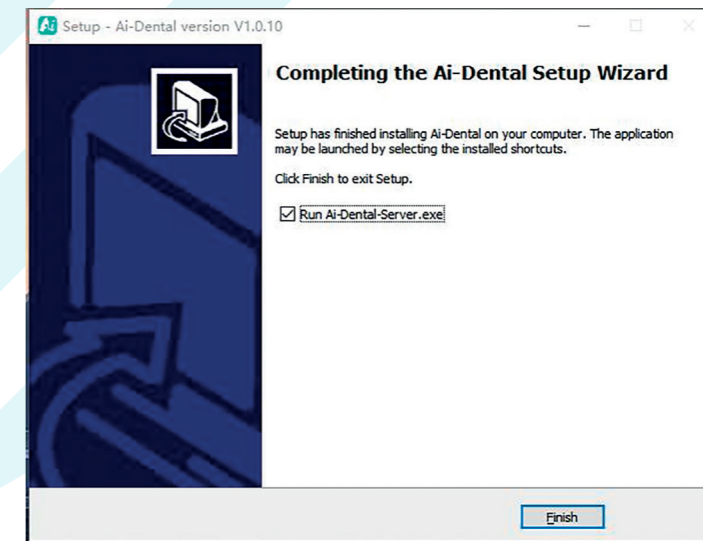 Ai Setup - Ai-Dental version V1.0.10
Completing the Ai-Dental Setup Wizard
Setup has finished installing Ai-Dental on your computer. The application
may be launched by selecting the installed shortcuts.
Click Finish to exit Setup.
Run Ai-Dental-Server.exe
Finish